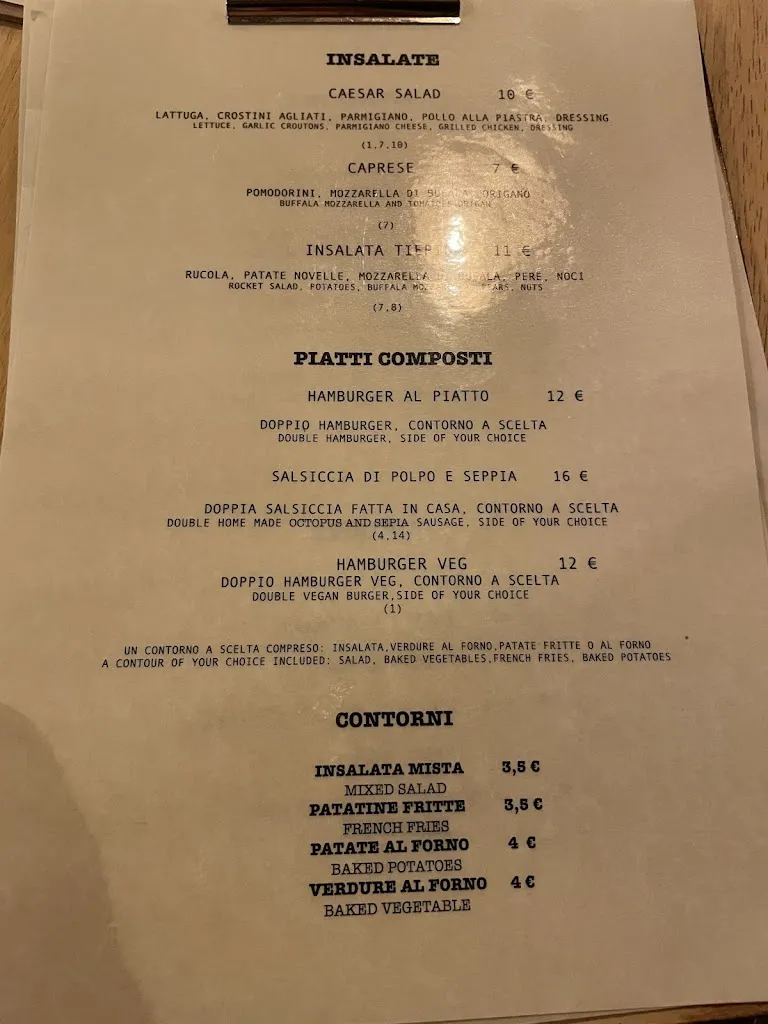 INSALATE
CAESAR SALAD 10 €
LATTUGA, CROSTINI AGLIATI, PARMIGIANO, POLLO ALLA PIASTRA, DRESSING
LETTUCE, GARLIC CROUTONS, PARMIGIANO CHEESE, GRILLED CHICKEN, DRESSING
(1,7,10)
CAPRESE 7 €
POMODORINI, MOZZARELLA DI BUFALA, ORIGANO
BUFFALA MOZZARELLA AND
(7)
INSALATA 11 €
RUCOLA, PATATE NOVELLE, MOZZARELLA DI BUFALA, PERE, NOCI
ROCKET SALAD, POTATOES, BUFFALA MOZZARELLA, PEARS, NUTS
(7,8)
PIATTI COMPOSTI
HAMBURGER AL PIATTO 12 €
DOPPIO HAMBURGER, CONTORNO A SCELTA
DOUBLE HAMBURGER, SIDE OF YOUR CHOICE
SALSICCIA DI POLPO E SEPPIA 16 €
DOPPIA SALSICCIA FATTA IN CASA, CONTORNO A SCELTA
DOUBLE HOME MADE OCTOPUS AND SEPIA SAUSAGE, SIDE OF YOUR CHOICE
(4,14)
HAMBURGER VEG 12 €
DOPPIO HAMBURGER VEG, CONTORNO A SCELTA
DOUBLE VEGAN BURGER,SIDE OF YOUR CHOICE
(1)
UN CONTORNO A SCELTA COMPRESO: INSALATA,VERDURE AL FORNO,PATATE FRITTE O AL FORNO
A CONTOUR OF YOUR CHOICE INCLUDED: SALAD, BAKED VEGETABLES,FRENCH FRIES, BAKED POTATOES
CONTORNI
INSALATA MISTA 3,5 €
MIXED SALAD
PATATINE FRITTE 3,5 €
FRENCH FRIES
PATATE AL FORNO 4 €
BAKED POTATOES
VERDURE AL FORNO 4 €
BAKED VEGETABLE